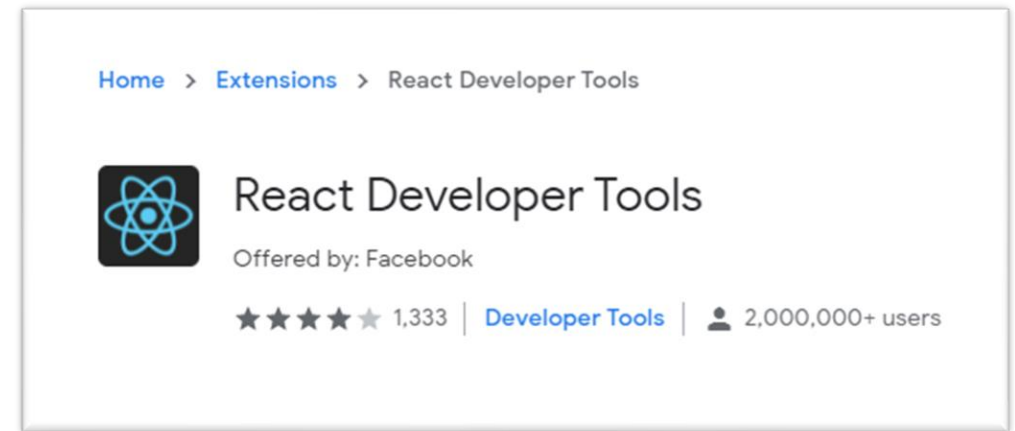 Home > Extensions > React Developer Tools
React Developer Tools
Offered by: Facebook
1,333 | Developer Tools | 2,000,000+ users